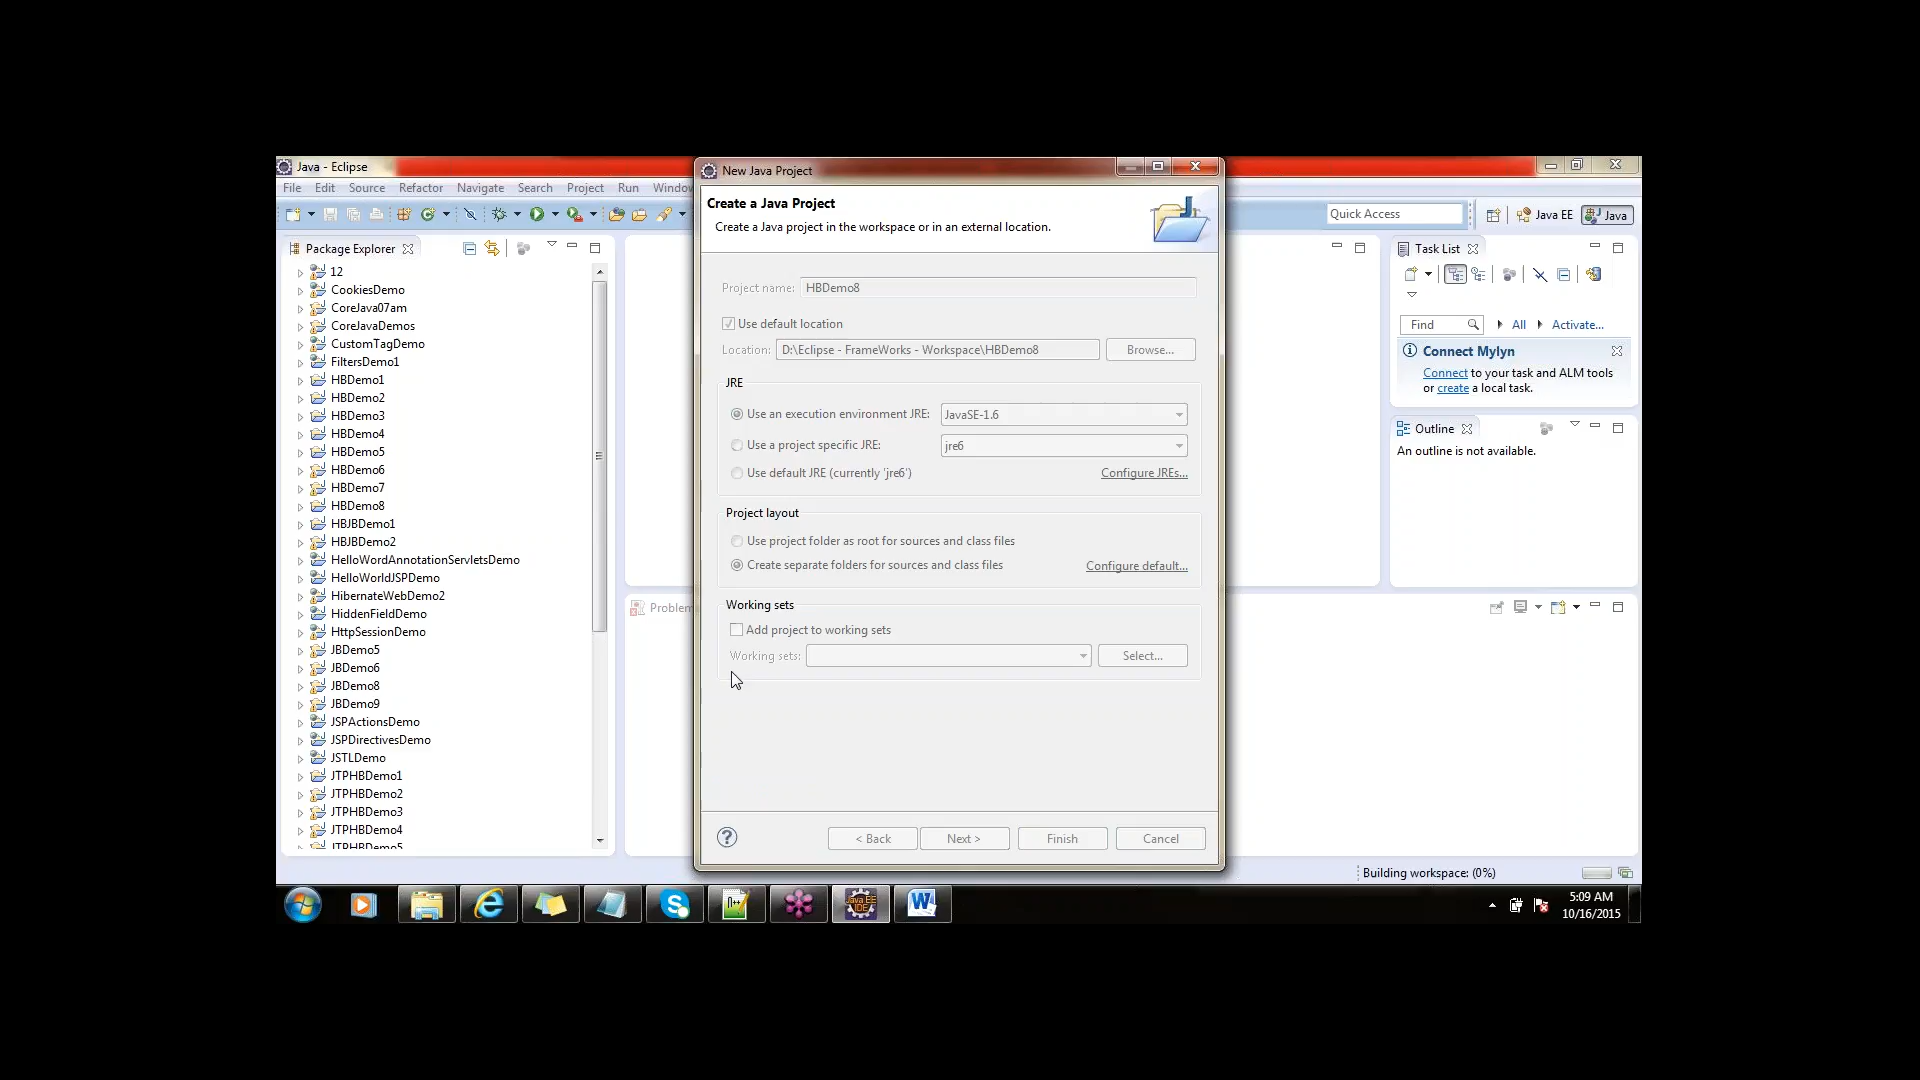 Java - Eclipse
New Java Project
File Edit Source Refactor Navigate Search Project Run Window
Create a Java Project
Create a Java project in the workspace or in an external location.
Quick Access
Java EE
Java
Package Explorer
12
CookiesDemo
CoreJava07am
CoreJavaDemos
CustomTagDemo
FiltersDemo1
HBDemo1
HBDemo2
HBDemo3
HBDemo4
HBDemo5
HBDemo6
HBDemo7
HBDemo8
HBJBDemo1
HBJBDemo2
HelloWordAnnotationServletsDemo
HelloWorldJSPDemo
HibernateWebDemo2
HiddenFieldDemo
HttpSessionDemo
JBDemo5
JBDemo6
JBDemo8
JBDemo9
JSPActionsDemo
JSPDirectivesDemo
JSTLDemo
JTPHBDemo1
JTPHBDemo2
JTPHBDemo3
JTPHBDemo4
JTPHBDemo5
Project name: HBDemo8
Use default location
Location: D:\Eclipse - FrameWorks - Workspace\HBDemo8 Browse...
JRE
Use an execution environment JRE: JavaSE-1.6
Use a project specific JRE: jre6
Use default JRE (currently 'jre6') Configure JREs...
Project layout
Use project folder as root for sources and class files
Create separate folders for sources and class files Configure default...
Working sets
Add project to working sets
Working sets: Select...
< Back Next > Finish Cancel
Problem
Task List
Find All Activate...
Connect Mylyn
Connect to your task and ALM tools
or create a local task.
Outline
An outline is not available.
Building workspace: (0%)
5:09 AM
10/16/2015